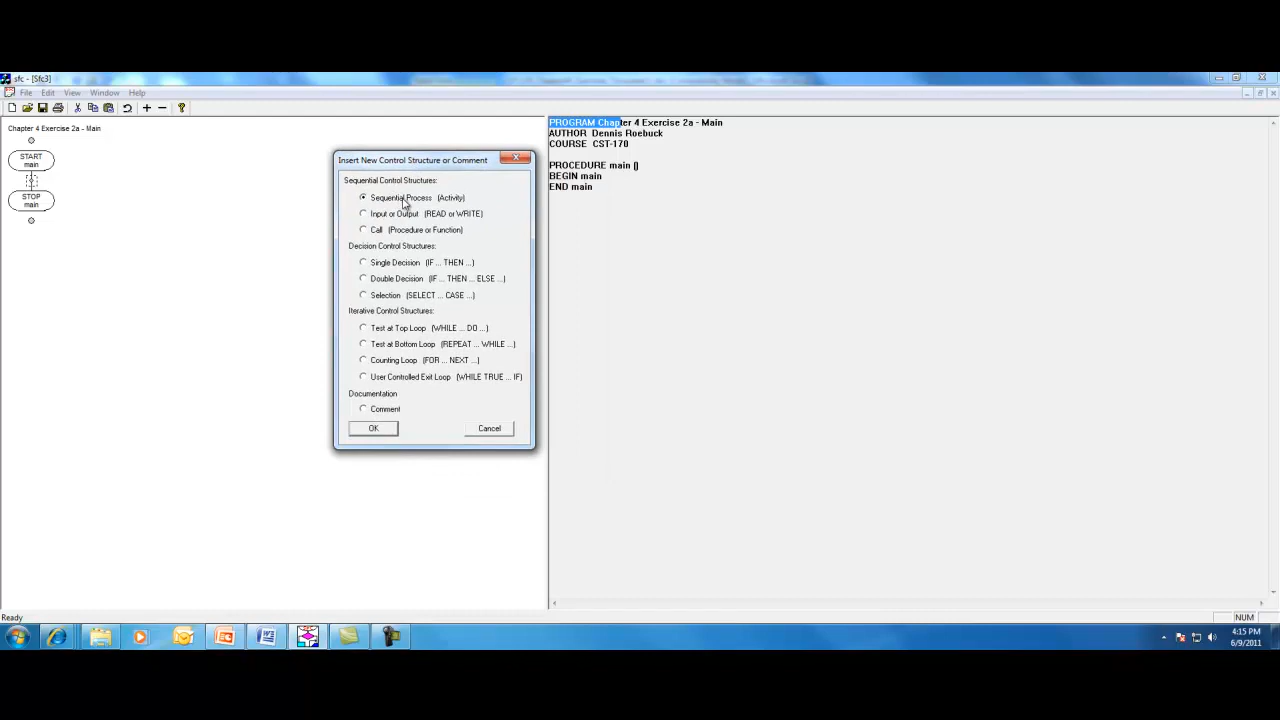 sfc - [Sfc3]
File Edit View Window Help
Chapter 4 Exercise 2a - Main
START
main
STOP
main
Insert New Control Structure or Comment
Sequential Control Structures:
Sequential Process (Activity)
Input or Output (READ or WRITE)
Call (Procedure or Function)
Decision Control Structures:
Single Decision (IF ... THEN ...)
Double Decision (IF ... THEN ... ELSE ...)
Selection (SELECT ... CASE ...)
Iterative Control Structures:
Test at Top Loop (WHILE ... DO ...)
Test at Bottom Loop (REPEAT ... WHILE ...)
Counting Loop (FOR ... NEXT ...)
User Controlled Exit Loop (WHILE TRUE ... IF)
Documentation
Comment
OK Cancel
PROGRAM Chapter 4 Exercise 2a - Main
AUTHOR Dennis Roebuck
COURSE CST-170
PROCEDURE main ()
BEGIN main
END main
Ready
NUM
4:15 PM
6/9/2011